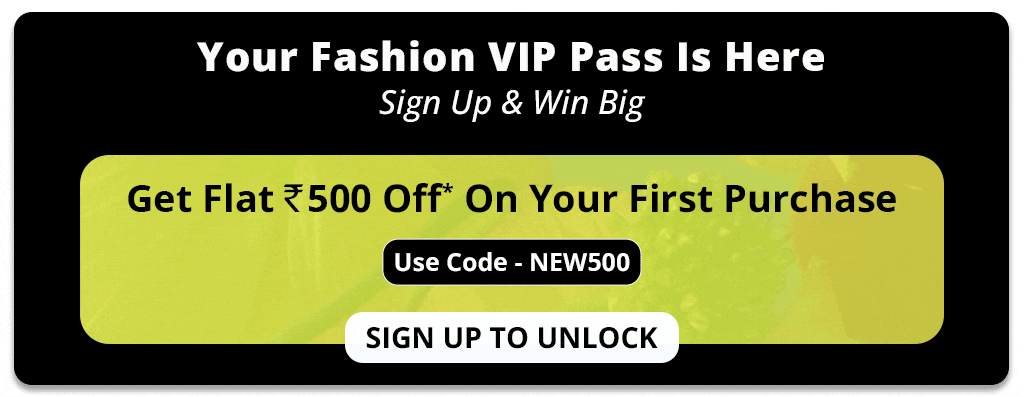 Your Fashion VIP Pass Is Here
Sign Up & Win Big
Get Flat ₹500 Off* On Your First Purchase
Use Code - NEW500
SIGN UP TO UNLOCK